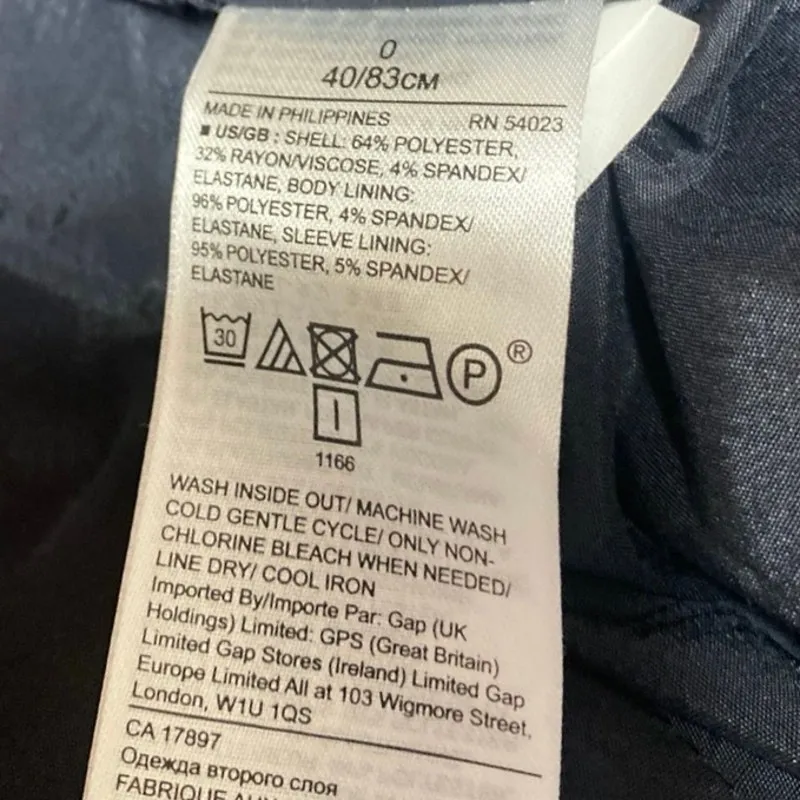 0
40/83CM
MADE IN PHILIPPINES RN 54023
■ US/GB : SHELL: 64% POLYESTER,
32% RAYON/VISCOSE, 4% SPANDEX/
ELASTANE, BODY LINING:
96% POLYESTER, 4% SPANDEX/
ELASTANE, SLEEVE LINING:
95% POLYESTER, 5% SPANDEX/
ELASTANE
30 P ®
1166
WASH INSIDE OUT/ MACHINE WASH
COLD GENTLE CYCLE/ ONLY NON-
CHLORINE BLEACH WHEN NEEDED/
LINE DRY/ COOL IRON
Imported By/Importe Par: Gap (UK
Holdings) Limited: GPS (Great Britain)
Limited Gap Stores (Ireland) Limited Gap
Europe Limited All at 103 Wigmore Street,
London, W1U 1QS
CA 17897
Одежда второго слоя
FABRIQUE AUX